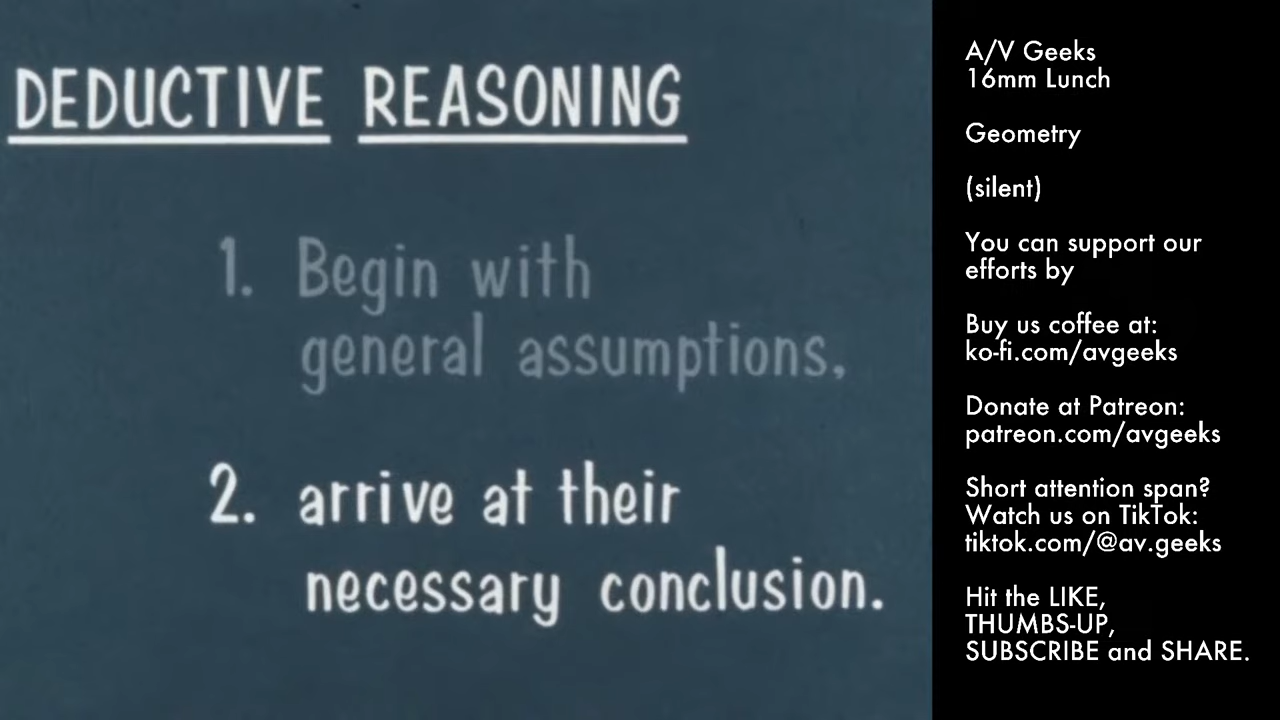 DEDUCTIVE REASONING
1. Begin with
general assumptions,
2. arrive at their
necessary conclusion.
A/V Geeks
16mm Lunch
Geometry
(silent)
You can support our
efforts by
Buy us coffee at:
ko-fi.com/avgeeks
Donate at Patreon:
patreon.com/avgeeks
Short attention span?
Watch us on TikTok:
tiktok.com/@av.geeks
Hit the LIKE,
THUMBS-UP,
SUBSCRIBE and SHARE.